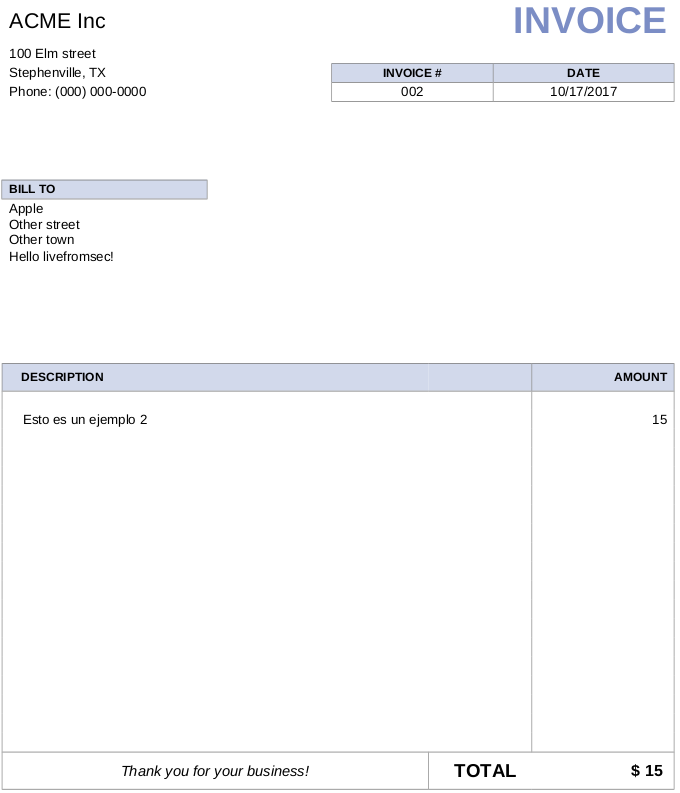 ACME Inc
INVOICE
100 Elm street
Stephenville, TX
Phone: (000) 000-0000
INVOICE # DATE
002 10/17/2017
BILL TO
Apple
Other street
Other town
Hello livefromsec!
DESCRIPTION AMOUNT
Esto es un ejemplo 2 15
Thank you for your business! TOTAL $ 15